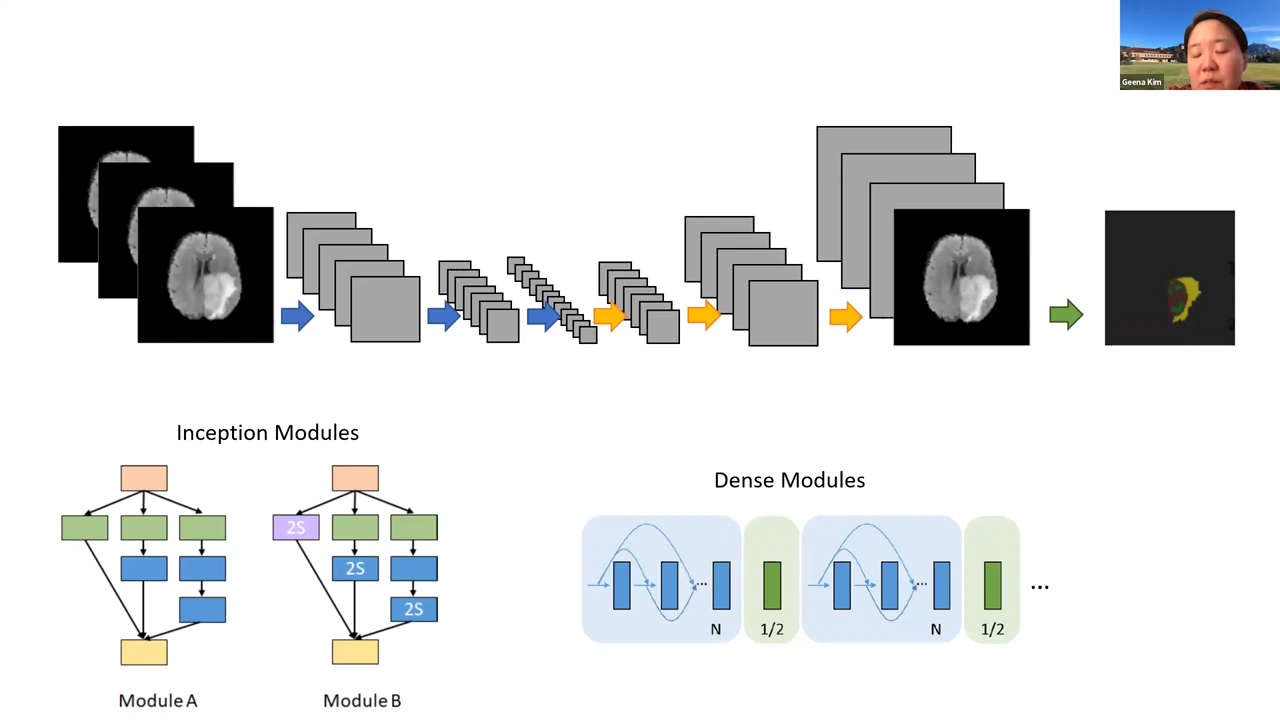 Geena Kim
Inception Modules
Dense Modules
2S
2S
2S
...
...
...
N
1/2
N
1/2
Module A
Module B